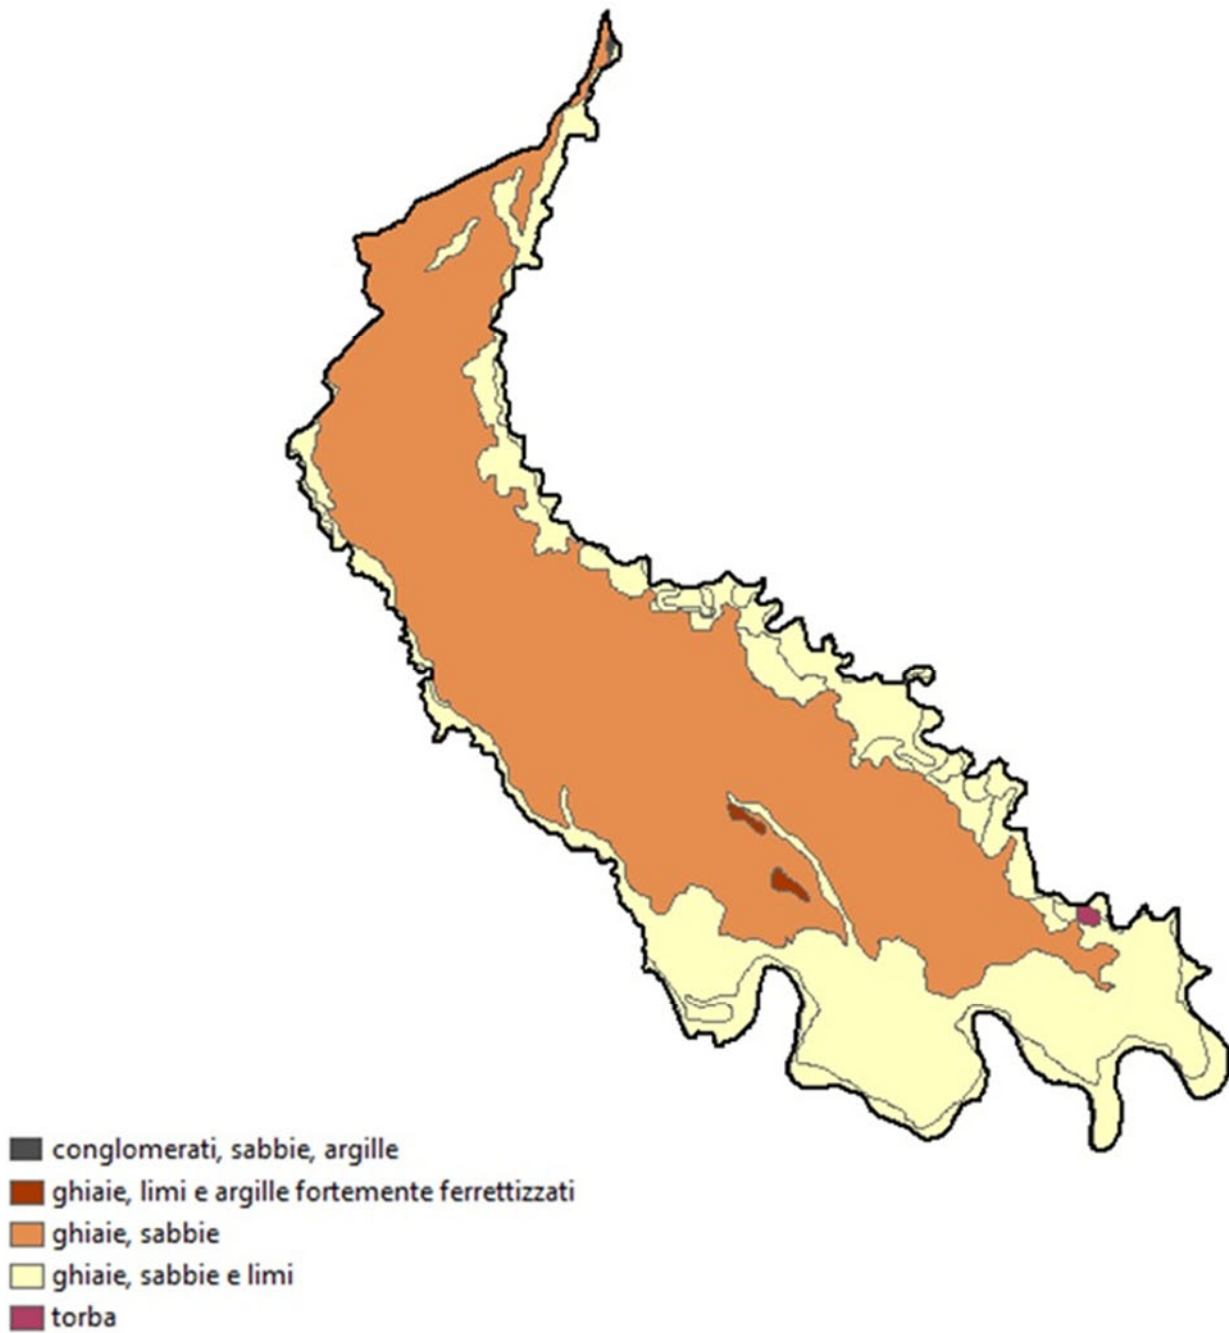 conglomerati, sabbie, argille
ghiaie, limi e argille fortemente ferrettizzati
ghiaie, sabbie
ghiaie, sabbie e limi
torba